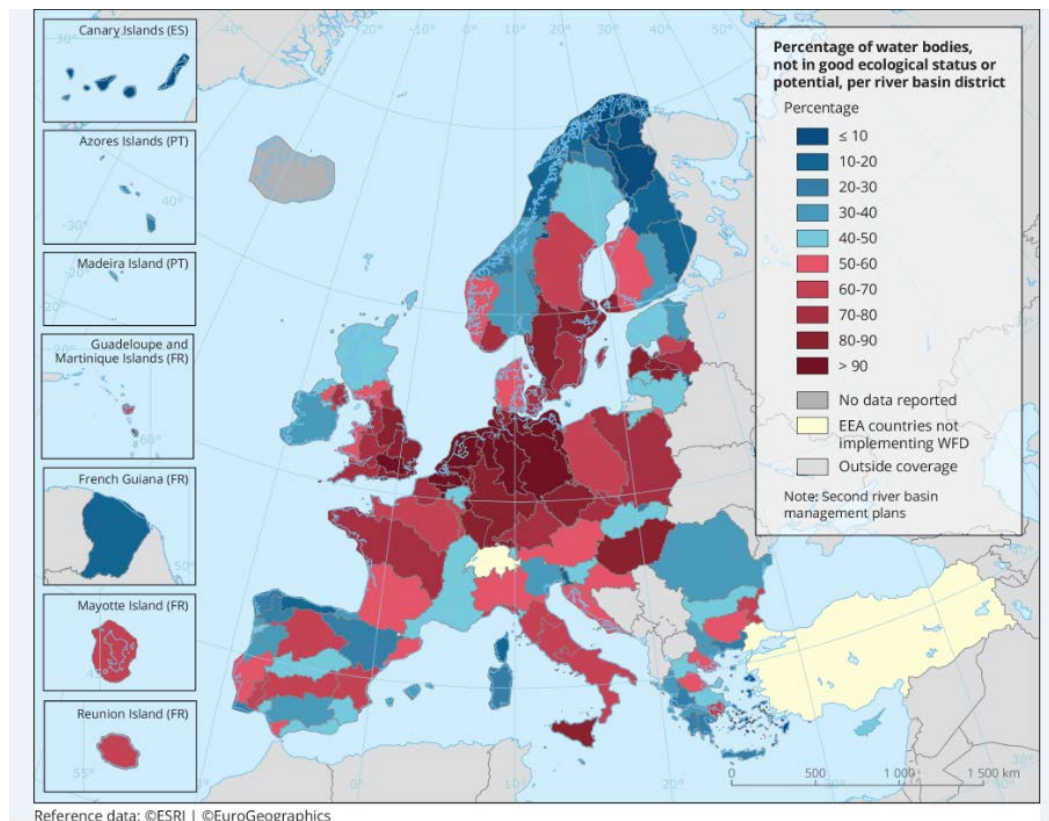 Canary Islands (ES)
Azores Islands (PT)
Madeira Island (PT)
Guadeloupe and
Martinique Islands (FR)
French Guiana (FR)
Mayotte Island (FR)
Reunion Island (FR)
Percentage of water bodies,
not in good ecological status or
potential, per river basin district
Percentage
≤ 10
10-20
20-30
30-40
40-50
50-60
60-70
70-80
80-90
> 90
No data reported
EEA countries not
implementing WFD
Outside coverage
Note: Second river basin
management plans
0 500 1 000 1 500 km
Reference data: ©ESRI | ©EuroGeographics